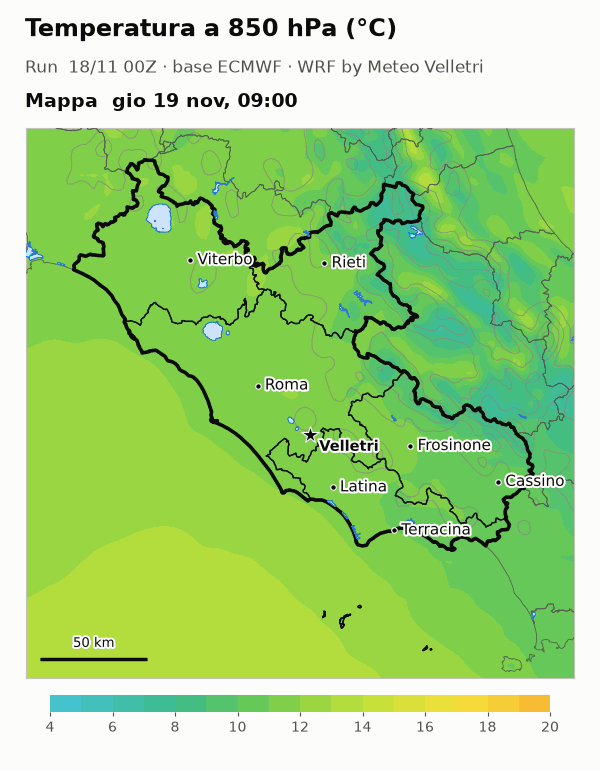 Temperatura a 850 hPa (°C)
Run  18/11 00Z · base ECMWF · WRF by Meteo Velletri
Mappa  gio 19 nov, 09:00
Viterbo
Rieti
Roma
Velletri
Frosinone
Latina
Cassino
Terracina
50 km
4 6 8 10 12 14 16 18 20